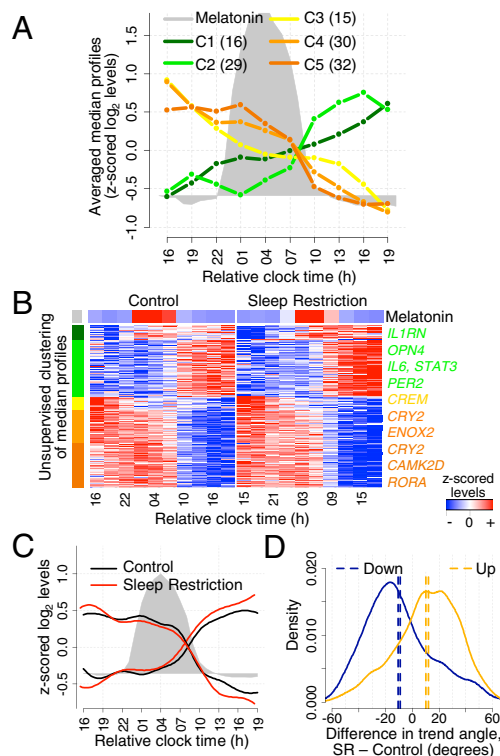 A
Melatonin
C1 (16)
C2 (29)
C3 (15)
C4 (30)
C5 (32)
Averaged median profiles
(z-scored log2 levels)
1.5
1.0
0.5
0.0
-0.5
-1.0
16 19 22 01 04 07 10 13 16 19
Relative clock time (h)
B
Control Sleep Restriction
Melatonin
Unsupervised clustering
of median profiles
IL1RN
OPN4
IL6, STAT3
PER2
CREM
CRY2
ENOX2
CRY2
CAMK2D
RORA
16 22 04 10 16 15 21 03 09 15
Relative clock time (h)
z-scored
levels
- 0 +
C
Control
Sleep Restriction
z-scored log2 levels
1.0
0.5
0.0
-0.5
16 19 22 01 04 07 10 13 16 19
Relative clock time (h)
D
Down Up
Density
0.020
0.010
0.000
-60 -20 0 20 40 60
Difference in trend angle,
SR – Control (degrees)